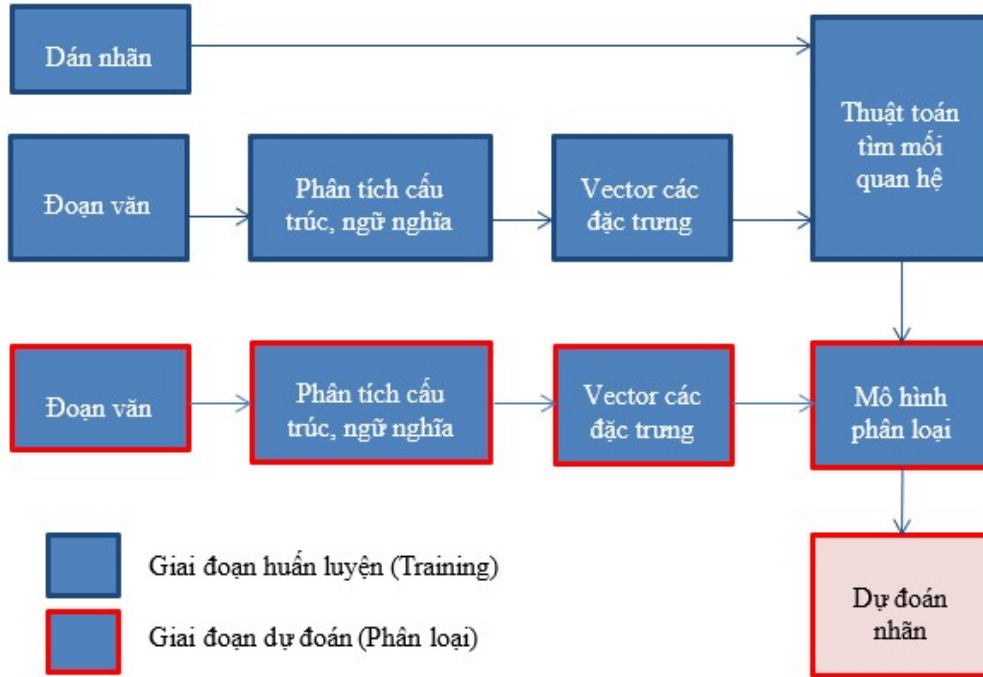 Dán nhãn
Thuật toán
tìm mối
quan hệ
Đoạn văn
Phân tích cấu
trúc, ngữ nghĩa
Vector các
đặc trưng
Đoạn văn
Phân tích cấu
trúc, ngữ nghĩa
Vector các
đặc trưng
Mô hình
phân loại
Giai đoạn huấn luyện (Training)
Giai đoạn dự đoán (Phân loại)
Dự đoán
nhãn